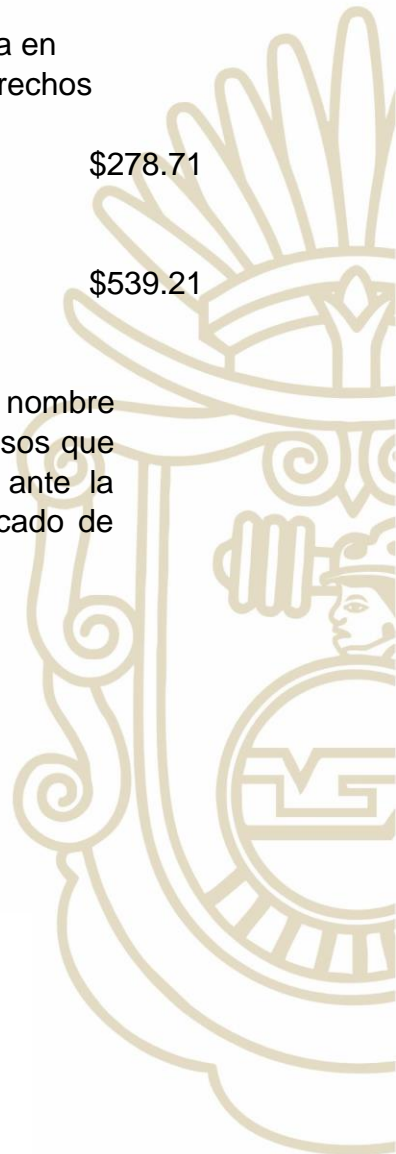 a en
rechos
$278.71
$539.21
nombre
sos que
ante la
cado de